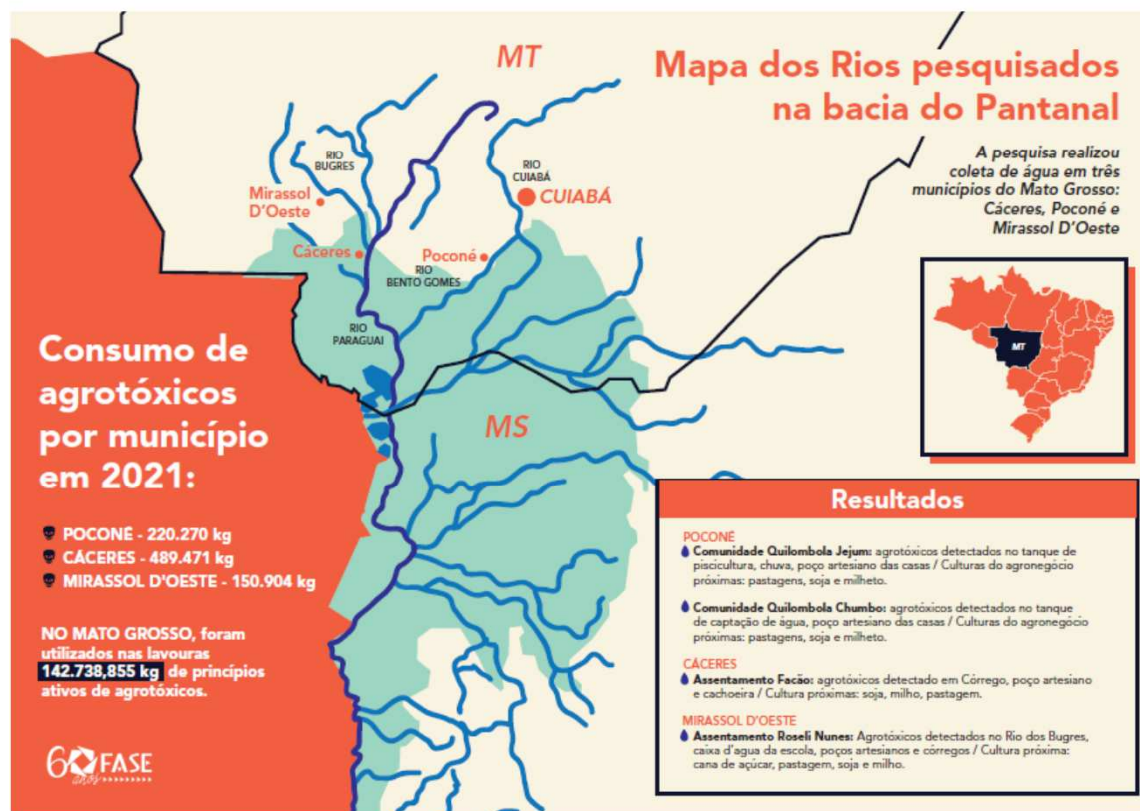 Mapa dos Rios pesquisados
na bacia do Pantanal
A pesquisa realizou
coleta de água em três
municípios do Mato Grosso:
Cáceres, Poconé e
Mirassol D'Oeste
MT
RIO
BUGRES
RIO
CUIABÁ
Mirassol
D'Oeste
CUIABÁ
Cáceres
Poconé
RIO
BENTO GOMES
RIO
PARAGUAI
MS
MT
Consumo de
agrotóxicos
por município
em 2021:
POCONÉ - 220.270 kg
CÁCERES - 489.471 kg
MIRASSOL D'OESTE - 150.904 kg
NO MATO GROSSO, foram
utilizados nas lavouras
142.738,855 kg de princípios
ativos de agrotóxicos.
60 anos FASE
Resultados
POCONÉ
Comunidade Quilombola Jejum: agrotóxicos detectados no tanque de
piscicultura, chuva, poço artesiano das casas / Culturas do agronegócio
próximas: pastagens, soja e milheto.
Comunidade Quilombola Chumbo: agrotóxicos detectados no tanque
de captação de água, poço artesiano das casas / Culturas do agronegócio
próximas: pastagens, soja e milheto.
CÁCERES
Assentamento Facão: agrotóxicos detectado em Córrego, poço artesiano
e cachoeira / Cultura próximas: soja, milho, pastagem.
MIRASSOL D'OESTE
Assentamento Roseli Nunes: Agrotóxicos detectados no Rio dos Bugres,
caixa d'agua da escola, poços artesianos e córregos / Cultura próxima:
cana de açúcar, pastagem, soja e milho.